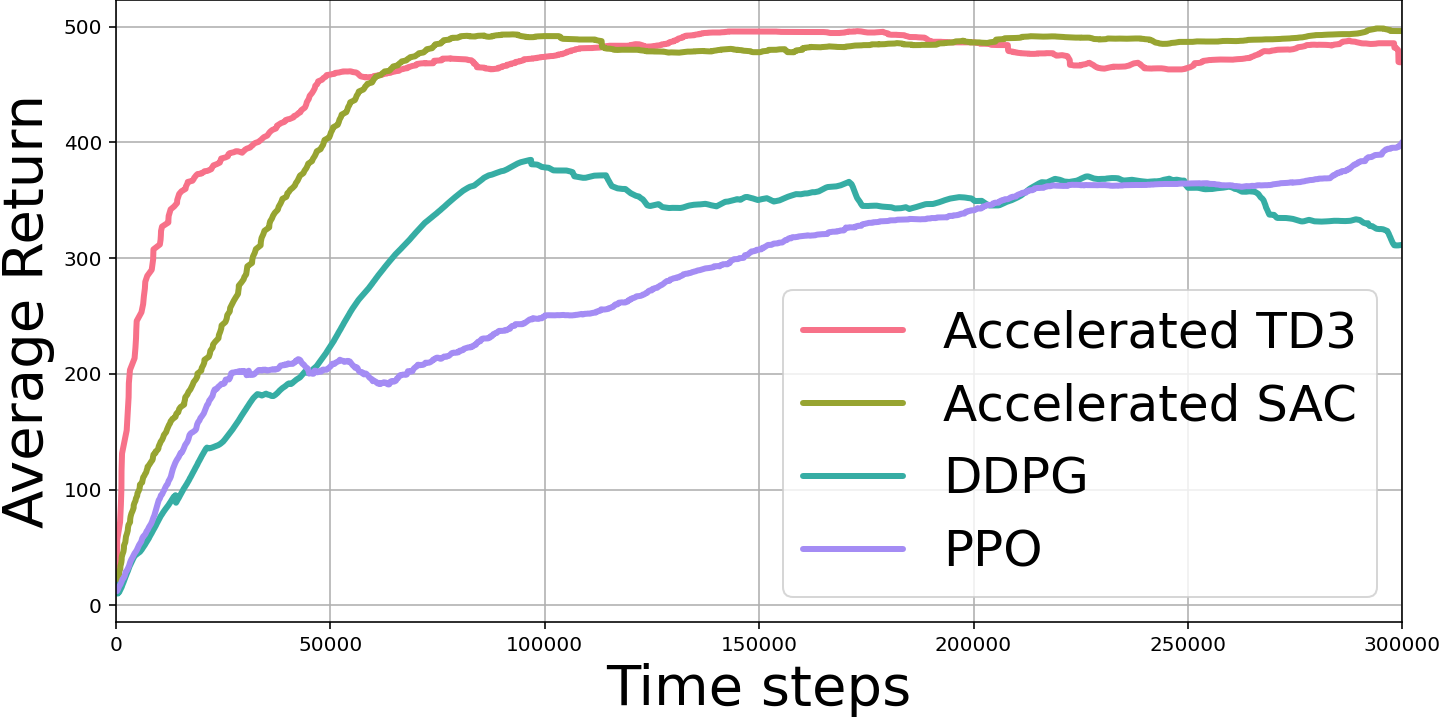 500
400
300
200
100
0
Average Return
Accelerated TD3
Accelerated SAC
DDPG
PPO
0 50000 100000 150000 200000 250000 300000
Time steps